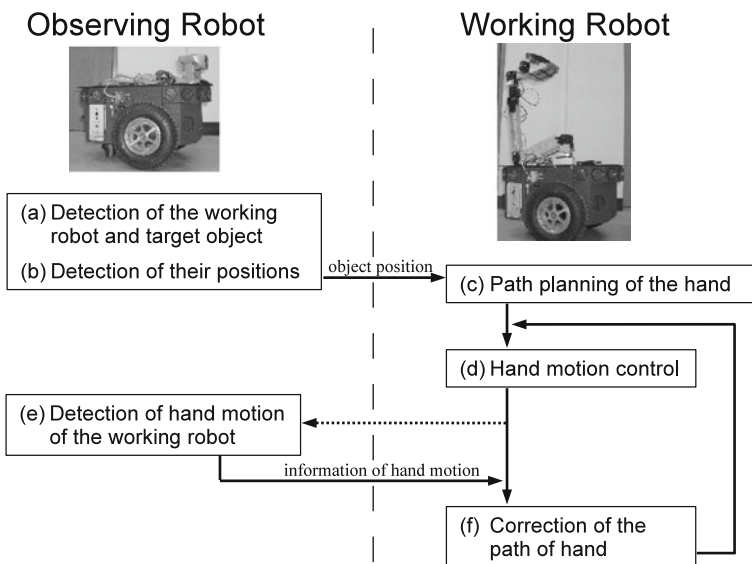 Observing Robot
Working Robot
(a) Detection of the working
robot and target object
(b) Detection of their positions
object position
(c) Path planning of the hand
(d) Hand motion control
(e) Detection of hand motion
of the working robot
information of hand motion
(f) Correction of the
path of hand